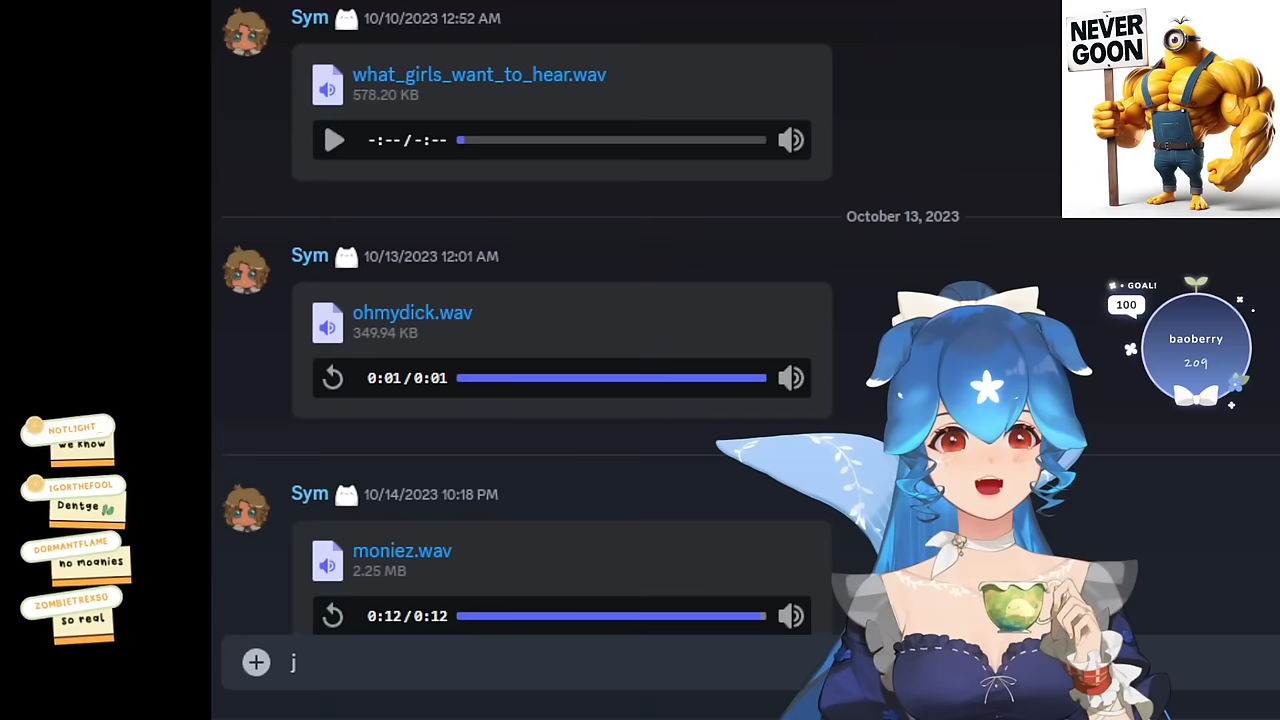 Sym 10/10/2023 12:52 AM
what_girls_want_to_hear.wav
578.20 KB
-:--/-:--
October 13, 2023
Sym 10/13/2023 12:01 AM
ohmydick.wav
349.94 KB
0:01/0:01
Sym 10/14/2023 10:18 PM
moniez.wav
2.25 MB
0:12/0:12
j
NEVER
GOON
GOAL!
100
baoberry
209
NOTL1GHT_
we know
IGORTHEFOOL
Dentge
DORMANTFLAME
no moanies
ZOMBIETREX50
so real